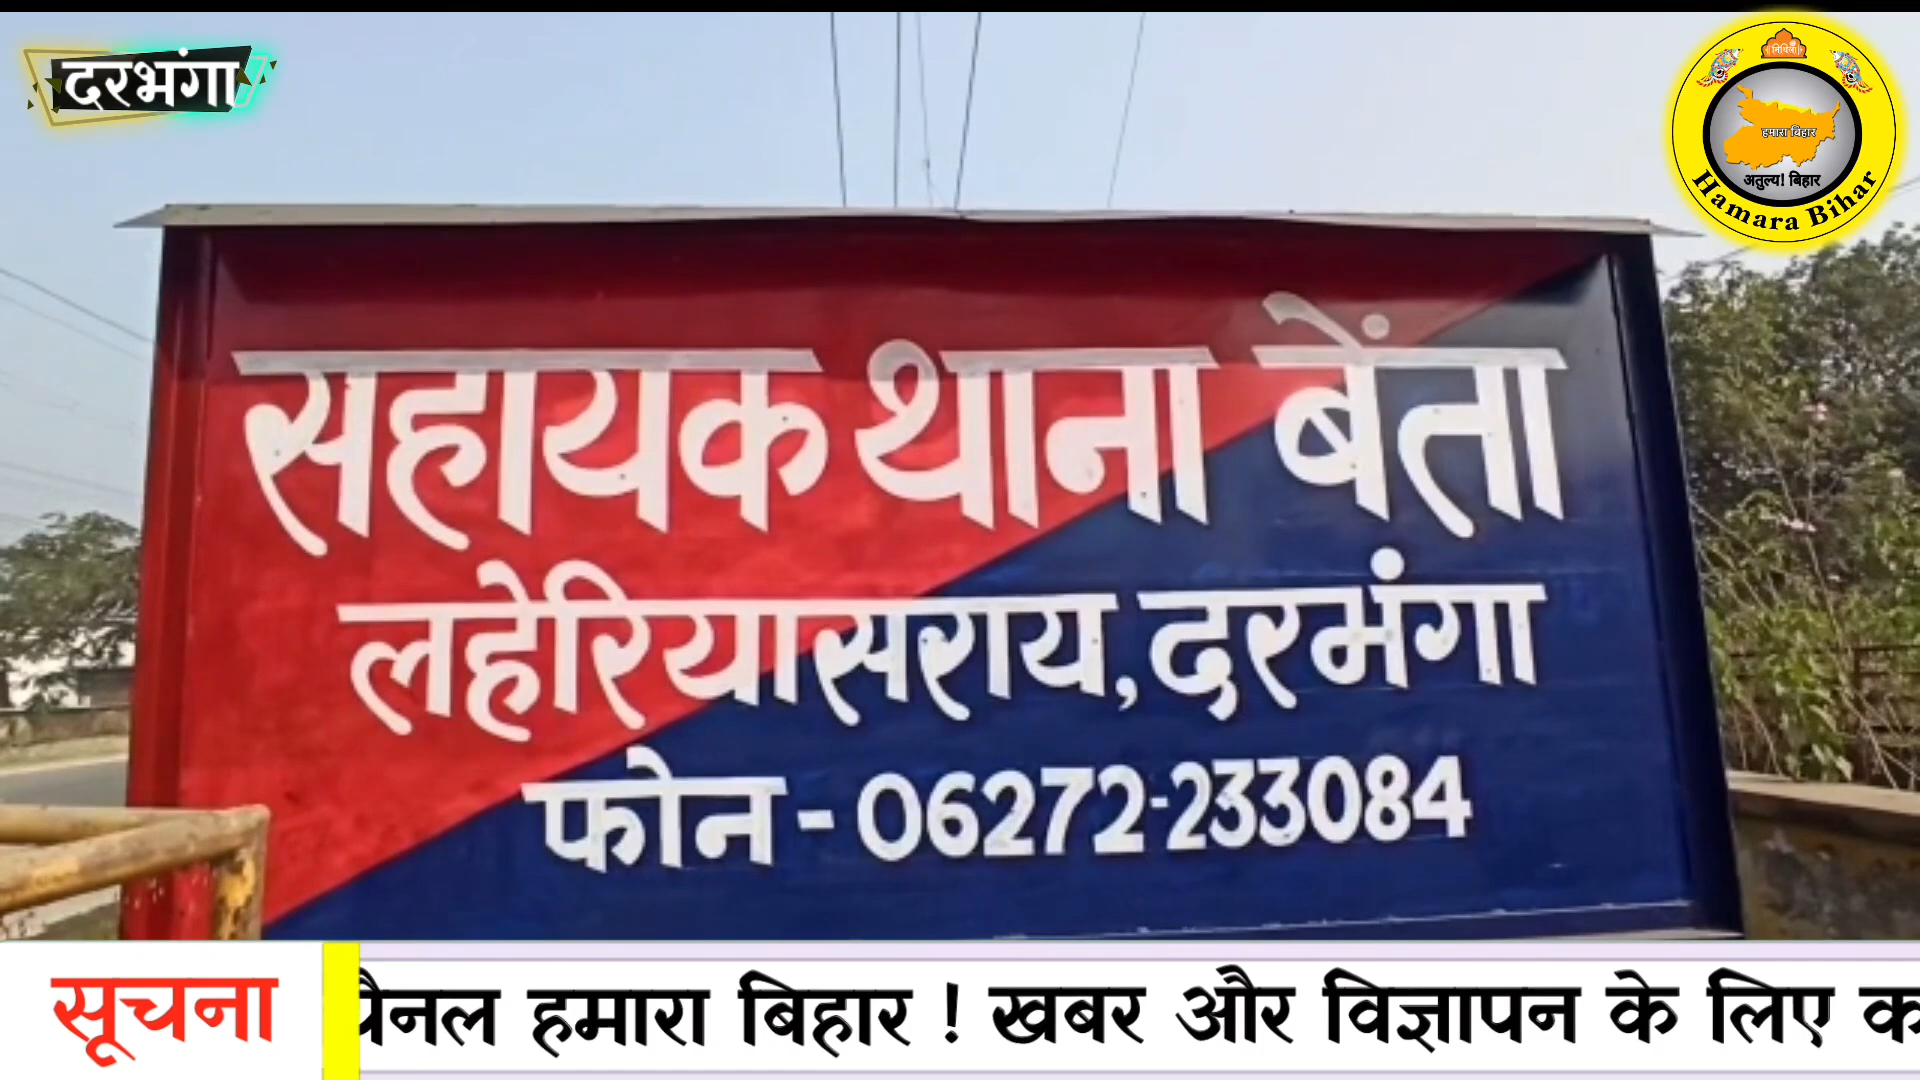 दरभंगा
मिथिला
हमारा बिहार
अतुल्य! बिहार
Hamara Bihar
सहायक थाना बेंता
लहेरियासराय, दरभंगा
फोन - 06272-233084
सूचना
चैनल हमारा बिहार ! खबर और विज्ञापन के लिए